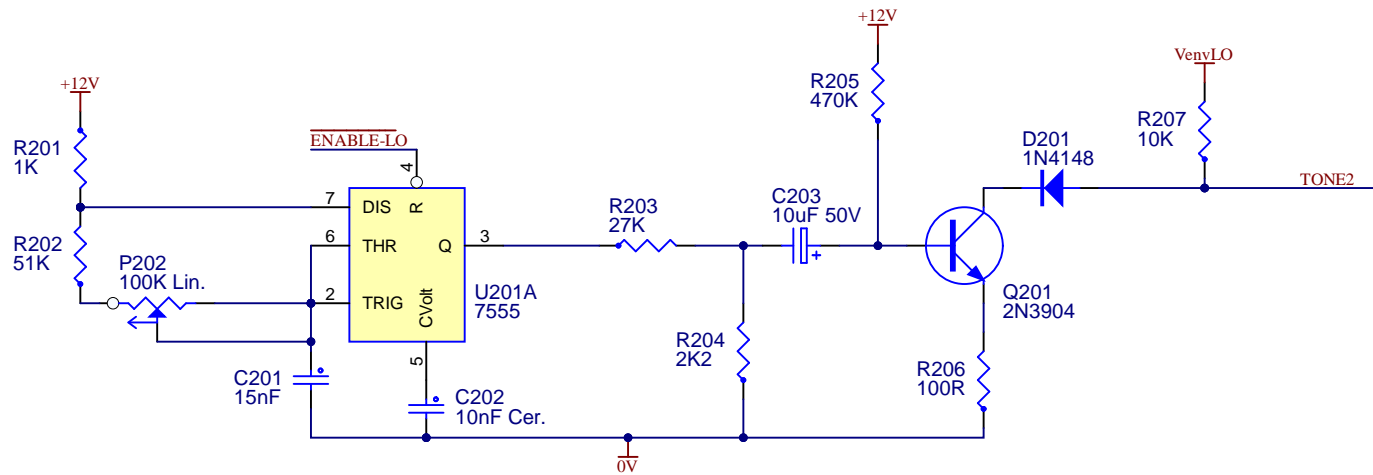 +12V
R205
470K
VenvLO
R207
10K
+12V
R201
1K
ENABLE-LO
4
D201
1N4148
TONE2
7
DIS
R
R203
27K
C203
10uF 50V
R202
51K
6
THR
Q
3
P202
100K Lin.
2
TRIG
CVolt
U201A
7555
Q201
2N3904
5
R204
2K2
C201
15nF
C202
10nF Cer.
R206
100R
+
0V